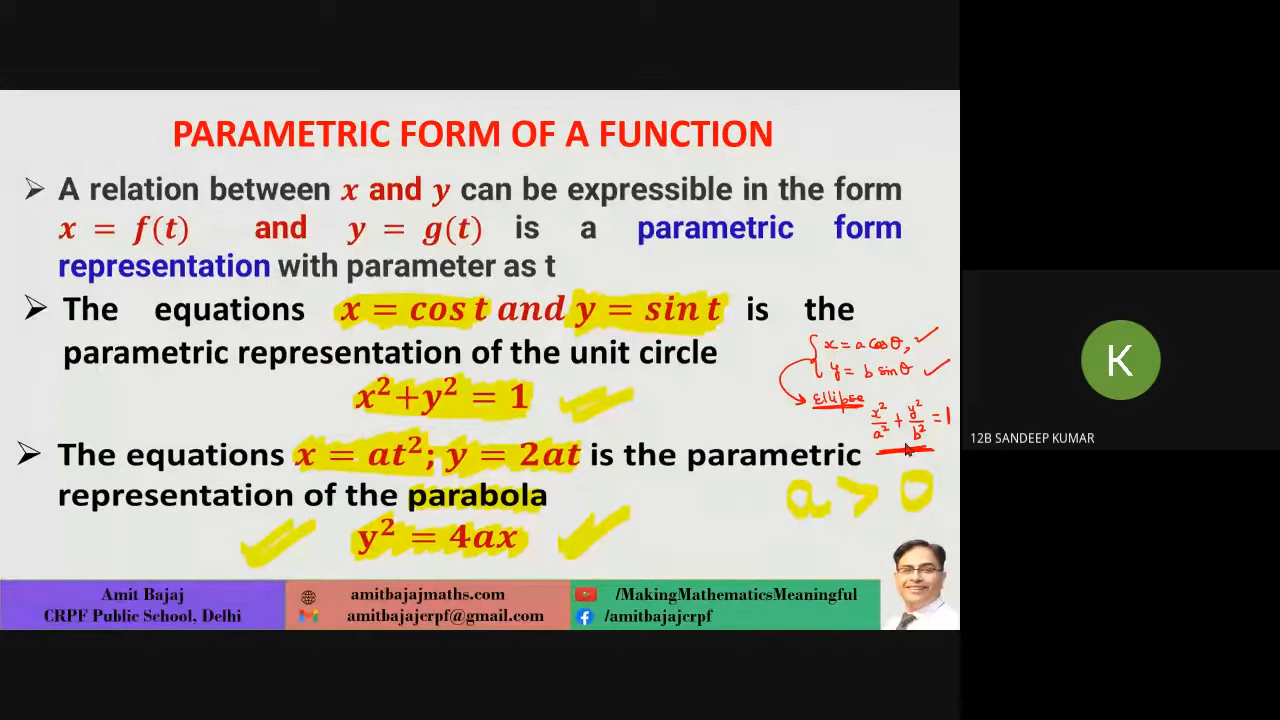 PARAMETRIC FORM OF A FUNCTION
➢ A relation between x and y can be expressible in the form
x = f(t) and y = g(t) is a parametric form
representation with parameter as t
➢ The equations x = cos t and y = sin t is the
parametric representation of the unit circle
x²+y² = 1
x = a cosθ,
y = b sinθ
Ellipse
x²/a² + y²/b² = 1
➢ The equations x = at²; y = 2at is the parametric
representation of the parabola
a > 0
y² = 4ax
Amit Bajaj
CRPF Public School, Delhi
amitbajajmaths.com
amitbajajcrpf@gmail.com
/MakingMathematicsMeaningful
/amitbajajcrpf
K
12B SANDEEP KUMAR